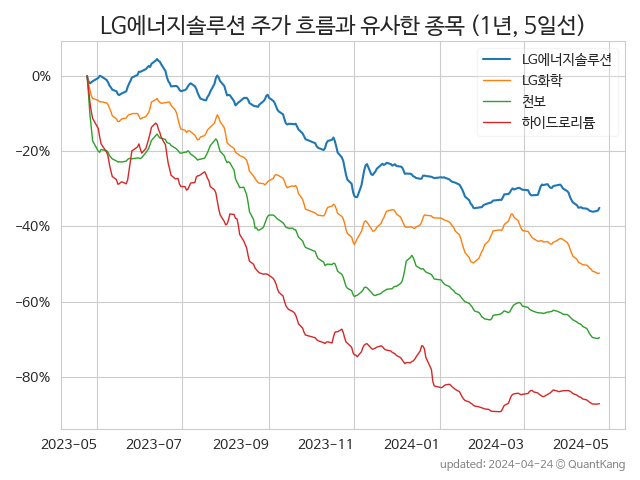 LG에너지솔루션 주가 흐름과 유사한 종목 (1년, 5일선)
LG에너지솔루션
LG화학
천보
하이드로리튬
0%
−20%
−40%
−60%
−80%
2023-05 2023-07 2023-09 2023-11 2024-01 2024-03 2024-05
updated: 2024-04-24 © QuantKang